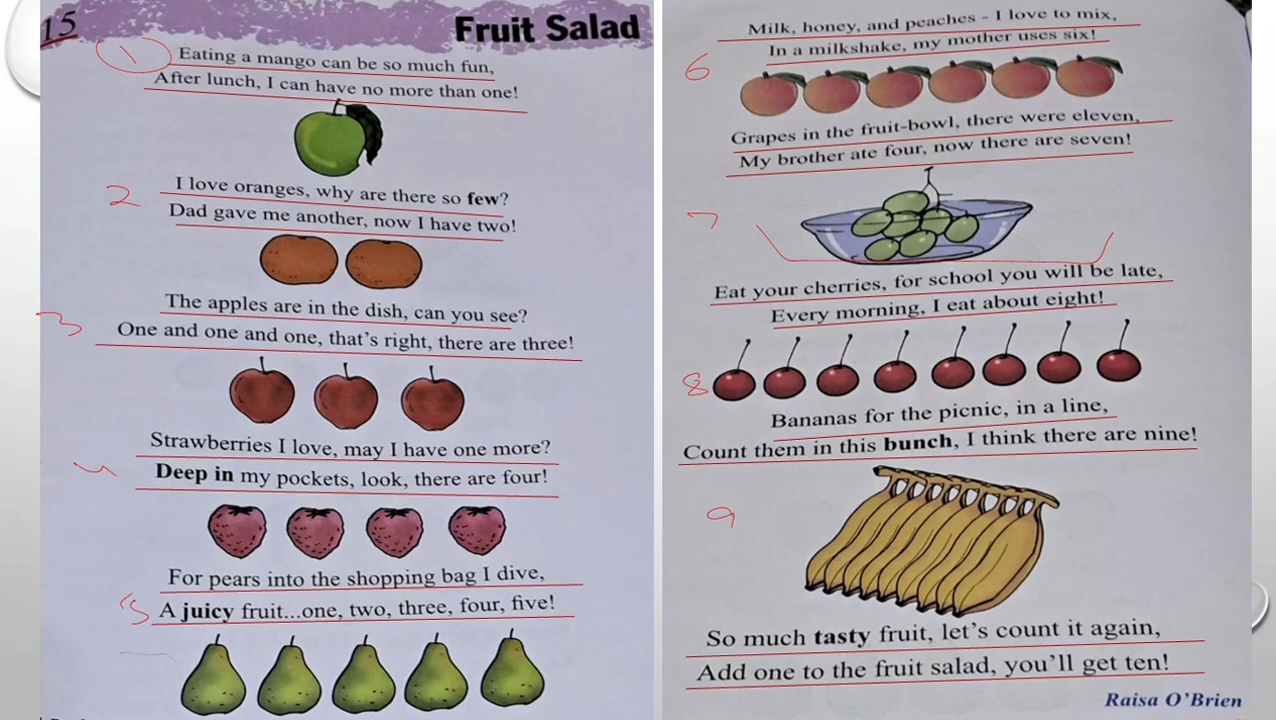 15
Fruit Salad
1
Eating a mango can be so much fun,
After lunch, I can have no more than one!
2
I love oranges, why are there so few?
Dad gave me another, now I have two!
3
The apples are in the dish, can you see?
One and one and one, that's right, there are three!
4
Strawberries I love, may I have one more?
Deep in my pockets, look, there are four!
5
For pears into the shopping bag I dive,
A juicy fruit...one, two, three, four, five!
Milk, honey, and peaches - I love to mix,
In a milkshake, my mother uses six!
6
Grapes in the fruit-bowl, there were eleven,
My brother ate four, now there are seven!
7
Eat your cherries, for school you will be late,
Every morning, I eat about eight!
8
Bananas for the picnic, in a line,
Count them in this bunch, I think there are nine!
9
So much tasty fruit, let's count it again,
Add one to the fruit salad, you'll get ten!
Raisa O'Brien